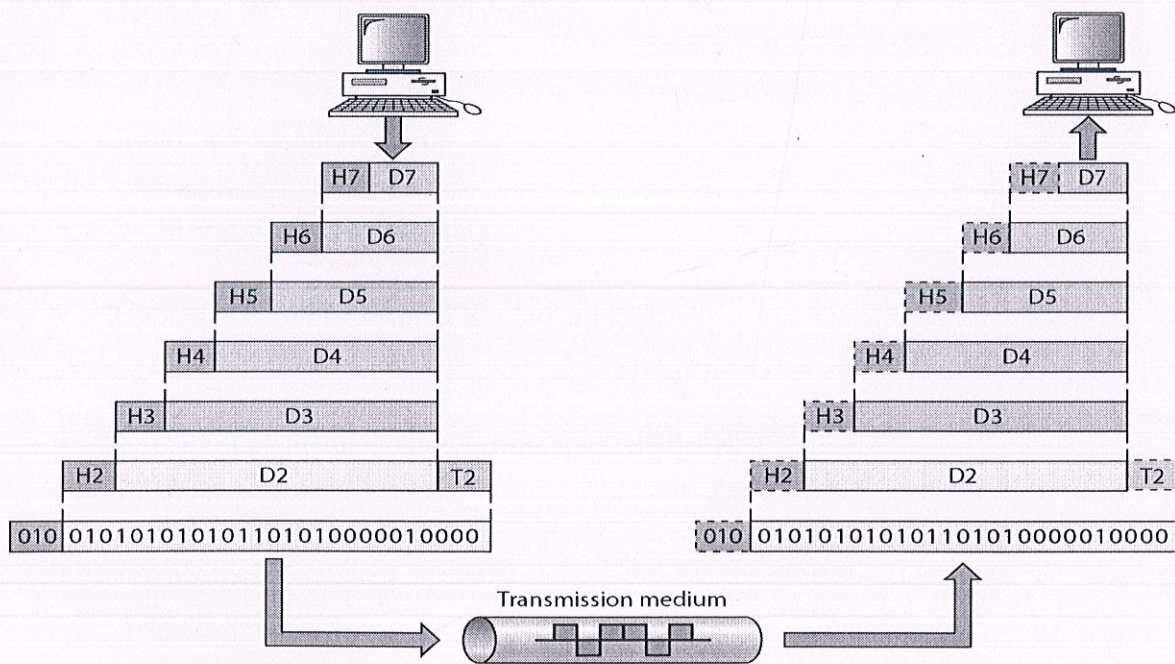 H7 D7 H7 D7
H6 D6 H6 D6
H5 D5 H5 D5
H4 D4 H4 D4
H3 D3 H3 D3
H2 D2 T2 H2 D2 T2
010 010101010101101010000010000 010 010101010101101010000010000
Transmission medium